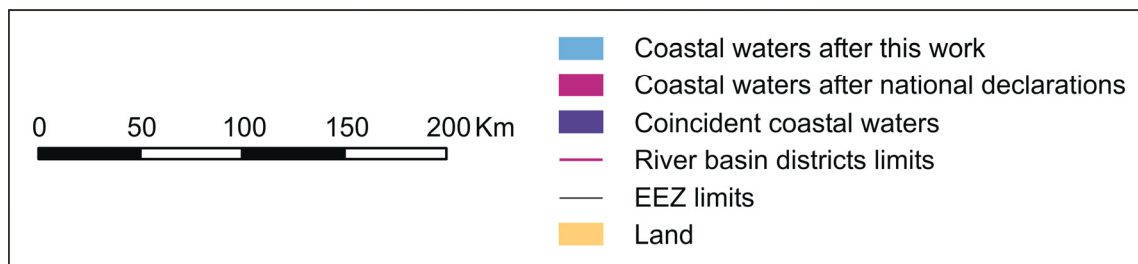 0 50 100 150 200 Km
Coastal waters after this work
Coastal waters after national declarations
Coincident coastal waters
River basin districts limits
EEZ limits
Land